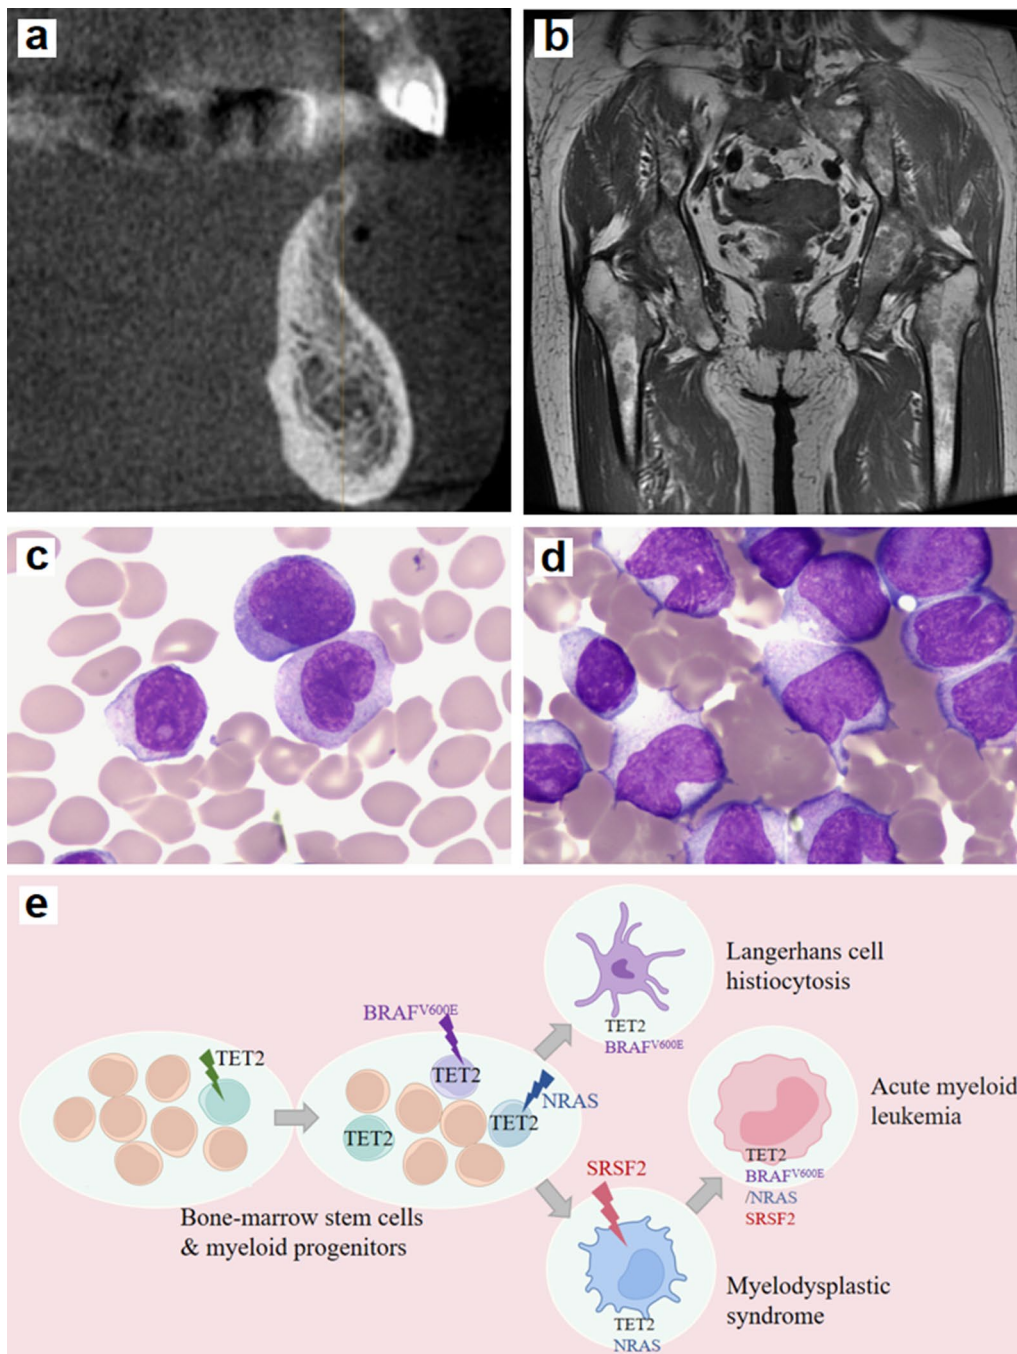 a
b
c
d
e
TET2
BRAFV600E
TET2
TET2
TET2
NRAS
Bone-marrow stem cells
& myeloid progenitors
TET2
BRAFV600E
Langerhans cell
histiocytosis
SRSF2
TET2
NRAS
Myelodysplastic
syndrome
Acute myeloid
leukemia
TET2
BRAFV600E
/NRAS
SRSF2